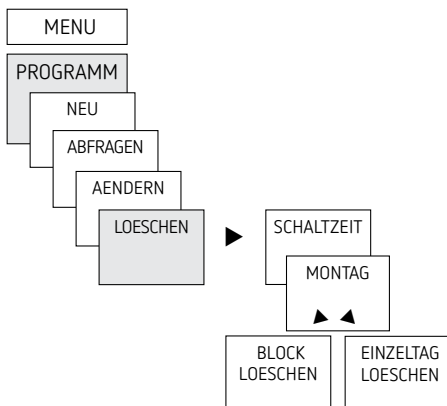 MENU
PROGRAMM
NEU
ABFRAGEN
AENDERN
LOESCHEN
SCHALTZEIT
MONTAG
BLOCK
LOESCHEN
EINZELTAG
LOESCHEN